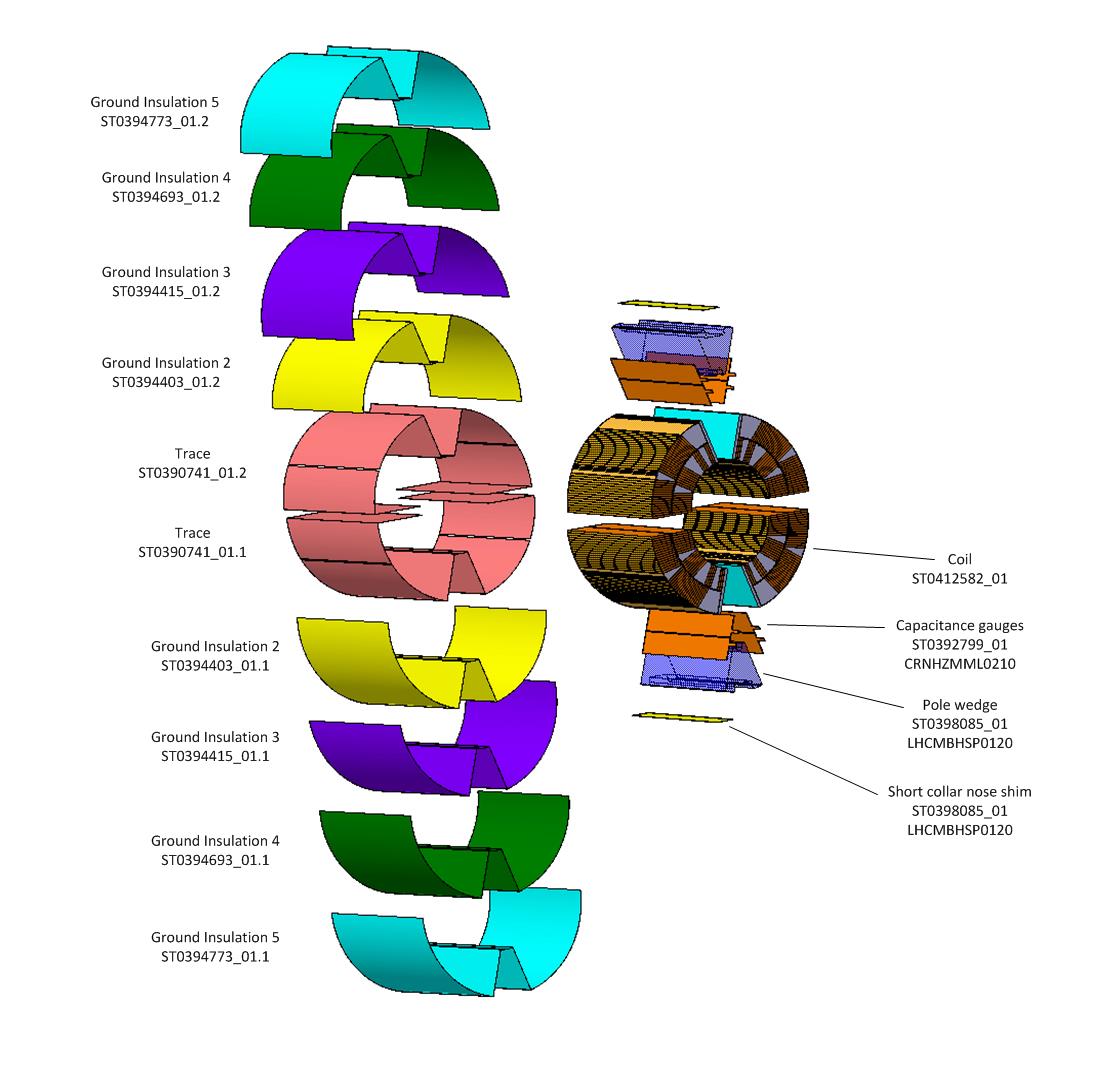 Ground Insulation 5
ST0394773_01.2
Ground Insulation 4
ST0394693_01.2
Ground Insulation 3
ST0394415_01.2
Ground Insulation 2
ST0394403_01.2
Trace
ST0390741_01.2
Trace
ST0390741_01.1
Ground Insulation 2
ST0394403_01.1
Ground Insulation 3
ST0394415_01.1
Ground Insulation 4
ST0394693_01.1
Ground Insulation 5
ST0394773_01.1
Coil
ST0412582_01
Capacitance gauges
ST0392799_01
CRNHZMML0210
Pole wedge
ST0398085_01
LHCMBHSP0120
Short collar nose shim
ST0398085_01
LHCMBHSP0120